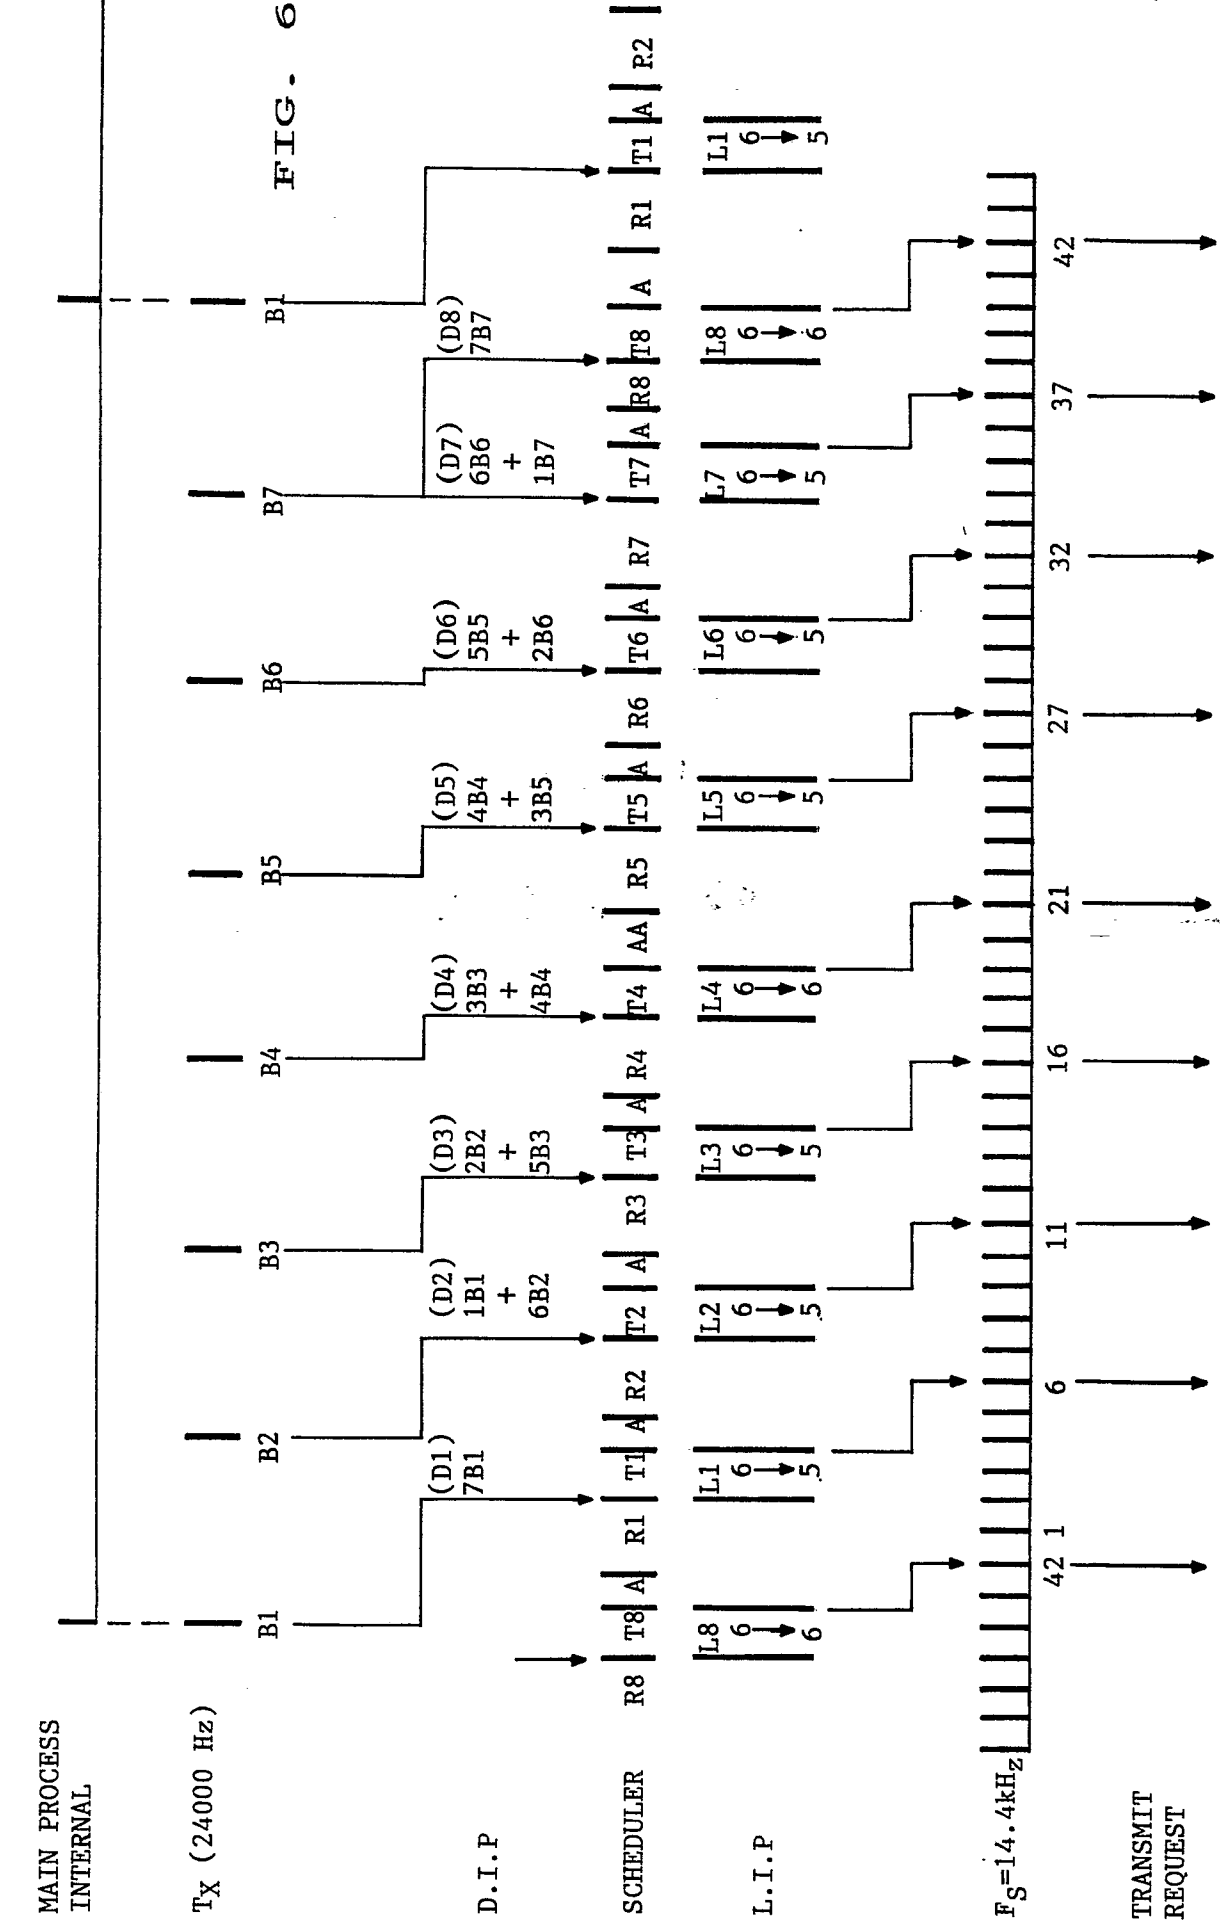 MAIN PROCESS
INTERNAL
TX (24000 Hz)
B1 B2 B3 B4 B5 B6 B7 B1
FIG. 6
D.I.P
(D1) (D2) (D3) (D4) (D5) (D6) (D7) (D8)
7B1 1B1 2B2 3B3 4B4 5B5 6B6 7B7
+ + + + + +
6B2 5B3 4B4 3B5 2B6 1B7
SCHEDULER
R8 T8 A R1 T1 A R2 T2 A R3 T3 A R4 T4 AA R5 T5 A R6 T6 A R7 T7 A R8 T8 A R1 T1 A R2
L.I.P
L8 L1 L2 L3 L4 L5 L6 L7 L8 L1
6 6 6 6 6 6 6 6 6 6
6 5 5 5 6 5 5 5 6 5
FS=14.4kHz
42 1 6 11 16 21 27 32 37 42
TRANSMIT
REQUEST